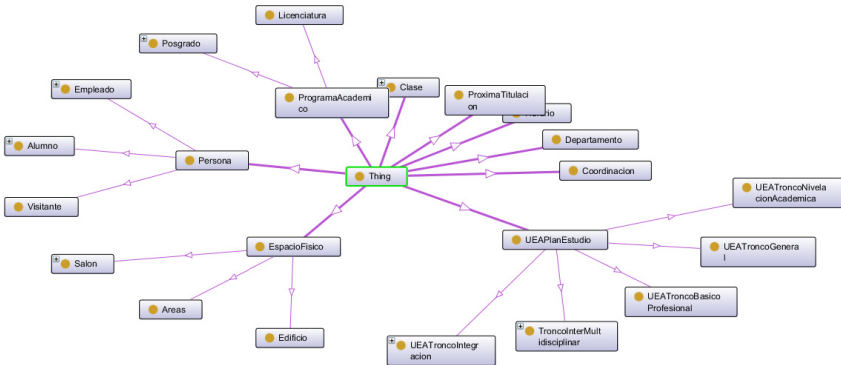 Licenciatura
Posgrado
Empleado
ProgramaAcademi
co
Clase
ProximaTitulaci
on
Departamento
Alumno
Persona
Thing
Coordinacion
Visitante
UEATroncoNivela
cionAcademica
EspacioFisico
UEAPlanEstudio
UEATroncoGenera
l
Salon
Areas
UEATroncoBasico
Profesional
Edificio
UEATroncoIntegr
acion
TroncoInterMult
idisciplinar